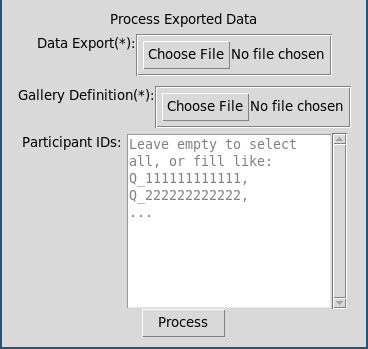 Process Exported Data
Data Export(*): Choose File No file chosen
Gallery Definition(*): Choose File No file chosen
Participant IDs: Leave empty to select
all, or fill like:
Q_111111111111,
Q_222222222222,
...
Process